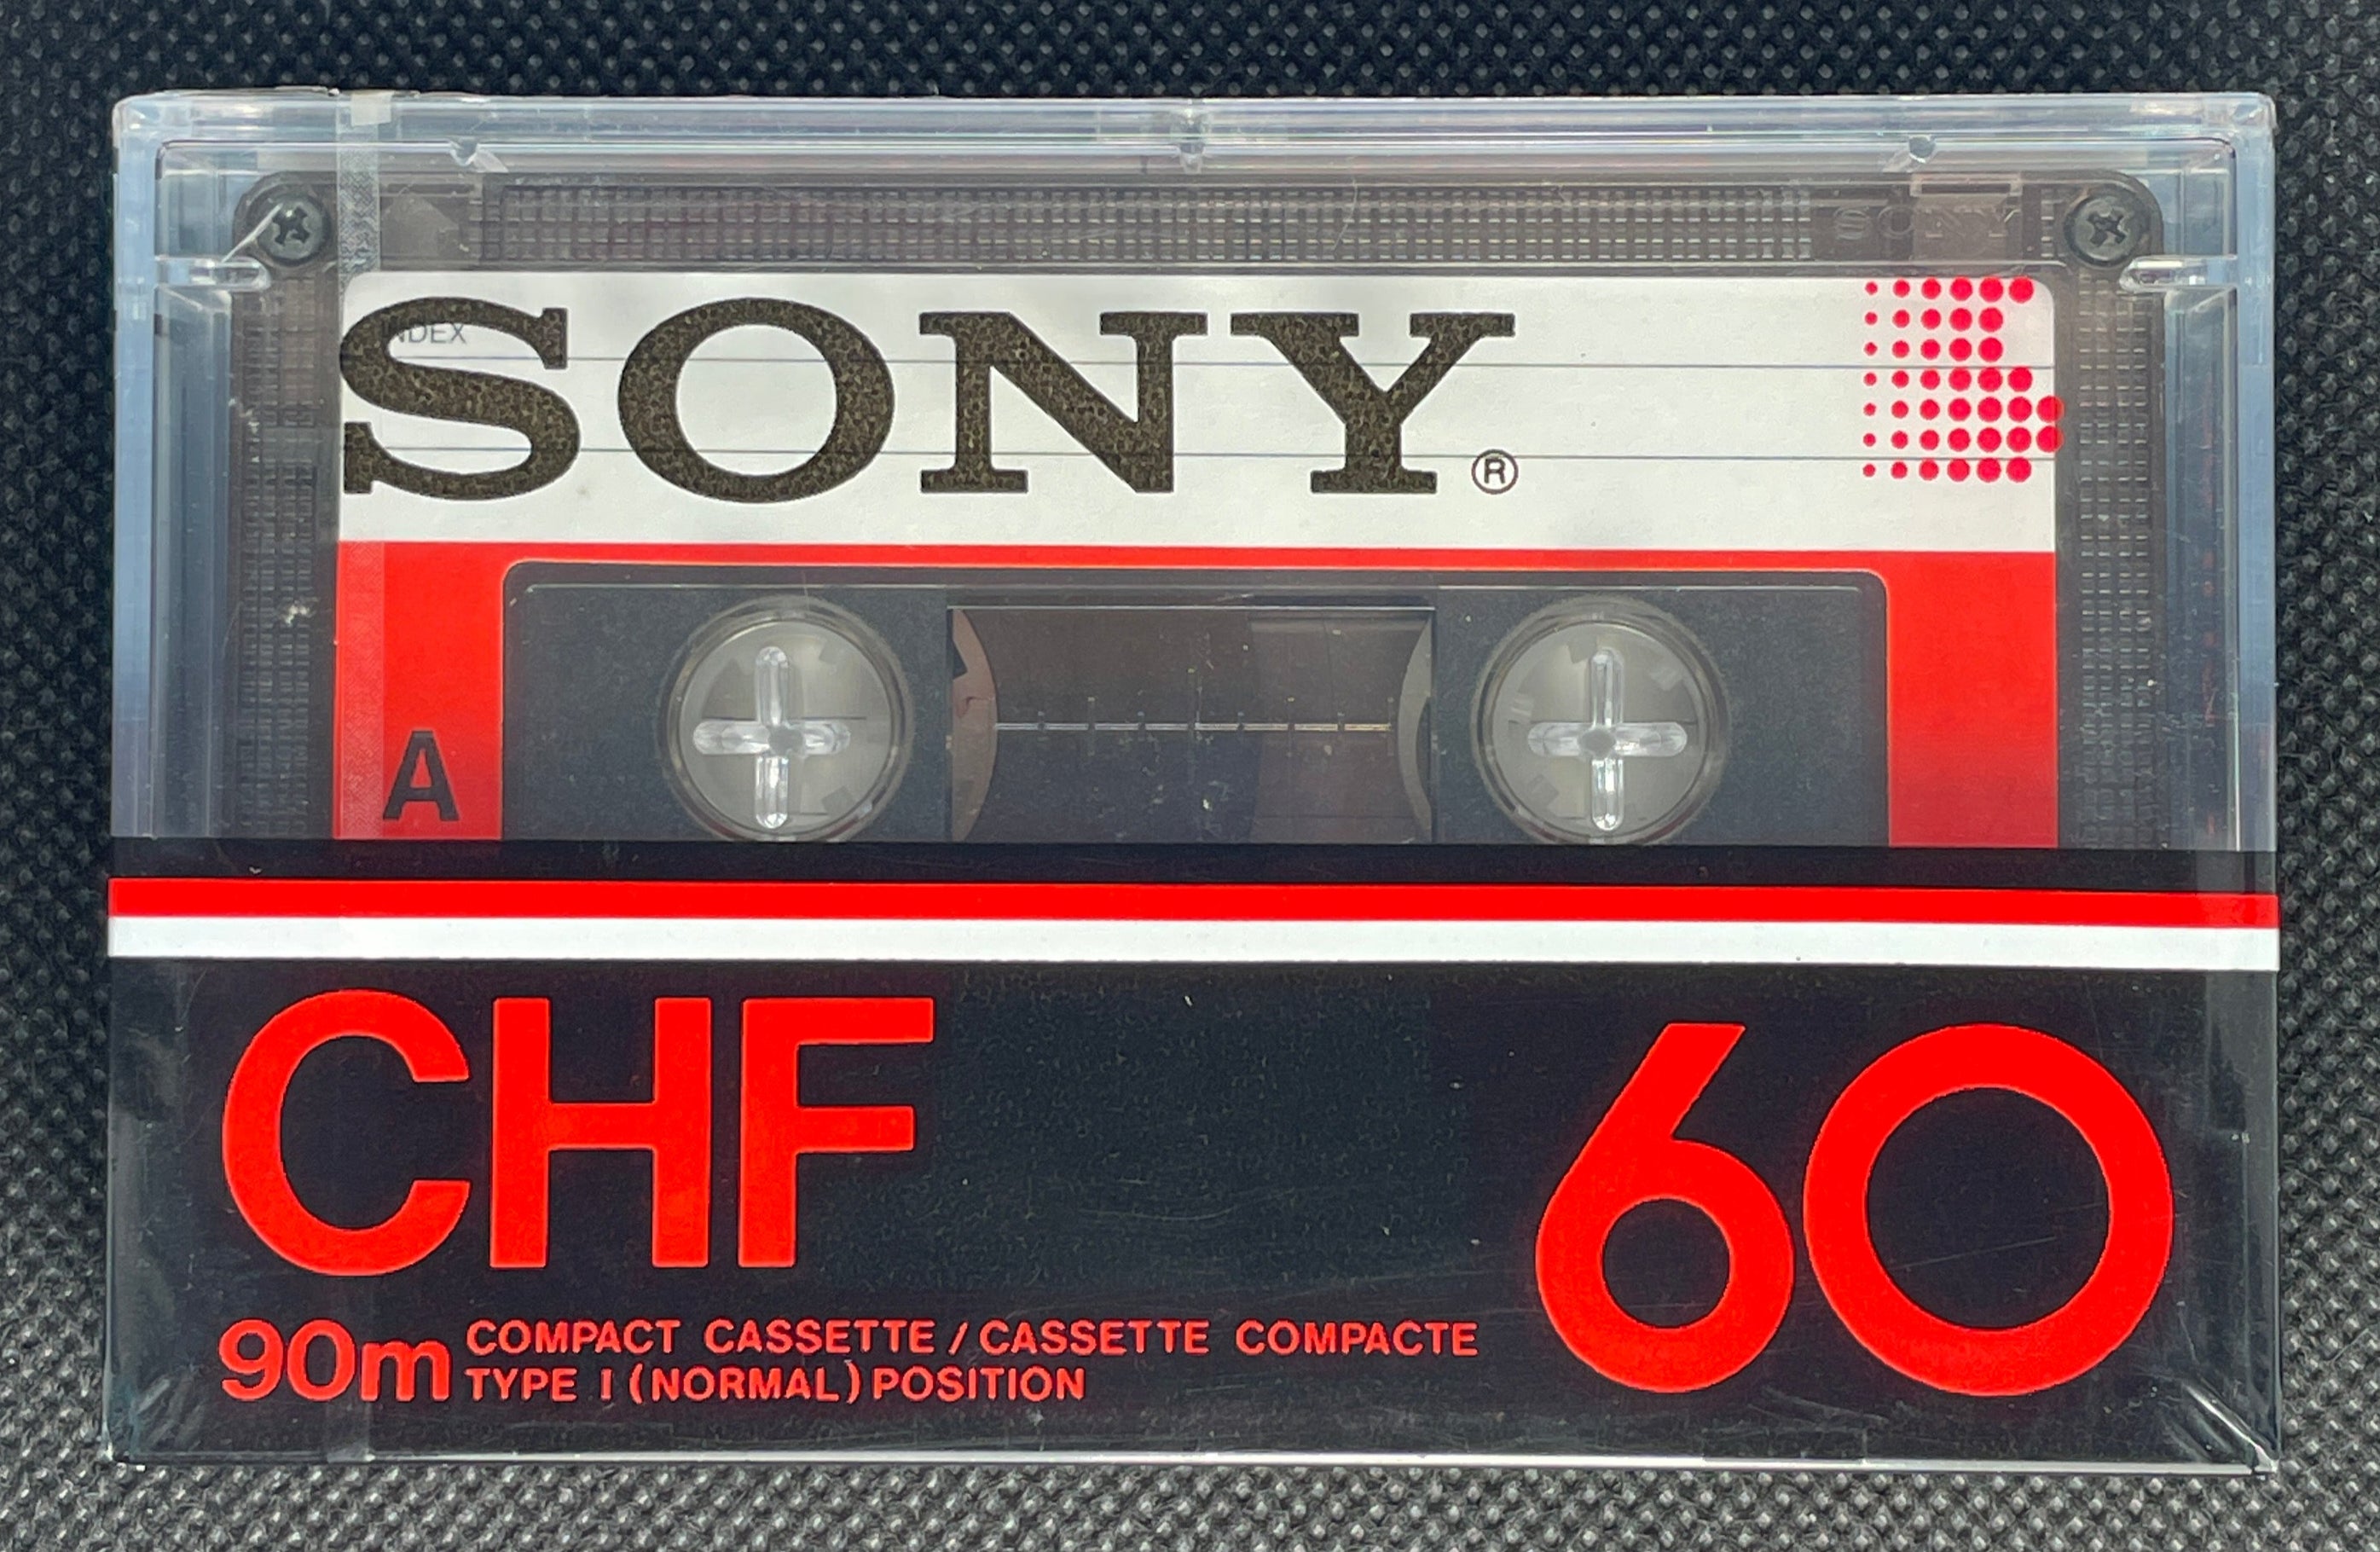 SONY
INDEX
SONY®
A
CHF 60
90m COMPACT CASSETTE / CASSETTE COMPACTE
TYPE I (NORMAL) POSITION